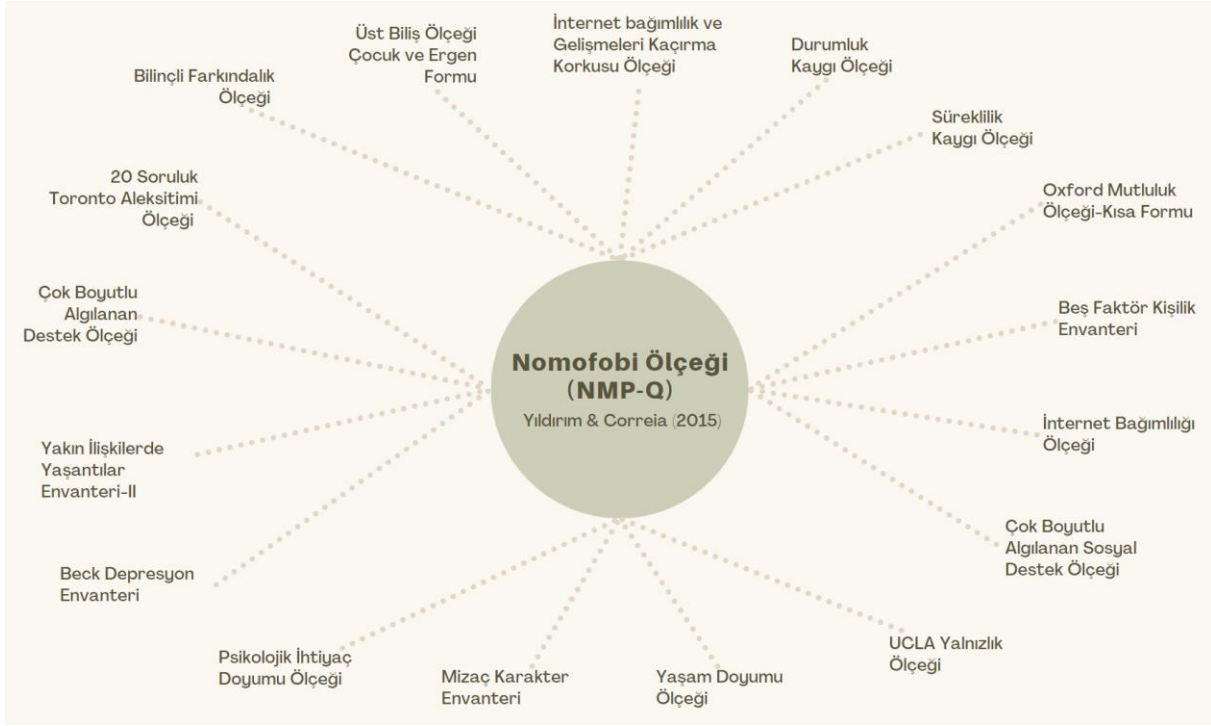 İnternet bağımlılık ve
Gelişmeleri Kaçırma
Korkusu Ölçeği
Üst Biliş Ölçeği
Çocuk ve Ergen
Formu
Durumluk
Kaygı Ölçeği
Bilinçli Farkındalık
Ölçeği
Süreklilik
Kaygı Ölçeği
20 Soruluk
Toronto Aleksitimi
Ölçeği
Oxford Mutluluk
Ölçeği-Kısa Formu
Çok Boyutlu
Algılanan
Destek Ölçeği
Beş Faktör Kişilik
Envanteri
Nomofobi Ölçeği
(NMP-Q)
Yıldırım & Correia (2015)
Yakın İlişkilerde
Yaşantılar
Envanteri-II
İnternet Bağımlılığı
Ölçeği
Çok Boyutlu
Algılanan Sosyal
Destek Ölçeği
Beck Depresyon
Envanteri
UCLA Yalnızlık
Ölçeği
Psikolojik İhtiyaç
Doyumu Ölçeği
Mizaç Karakter
Envanteri
Yaşam Doyumu
Ölçeği